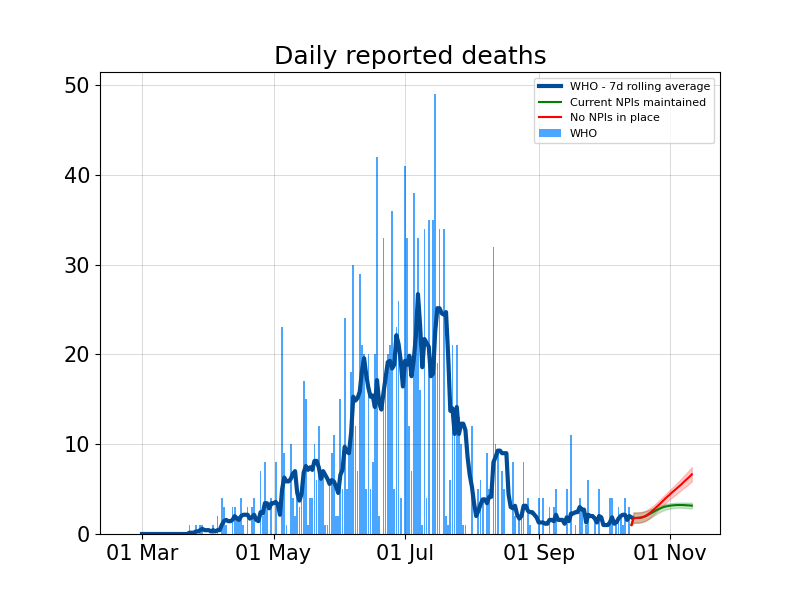 Daily reported deaths
50
40
30
20
10
0
WHO - 7d rolling average
Current NPIs maintained
No NPIs in place
WHO
01 Mar
01 May
01 Jul
01 Sep
01 Nov